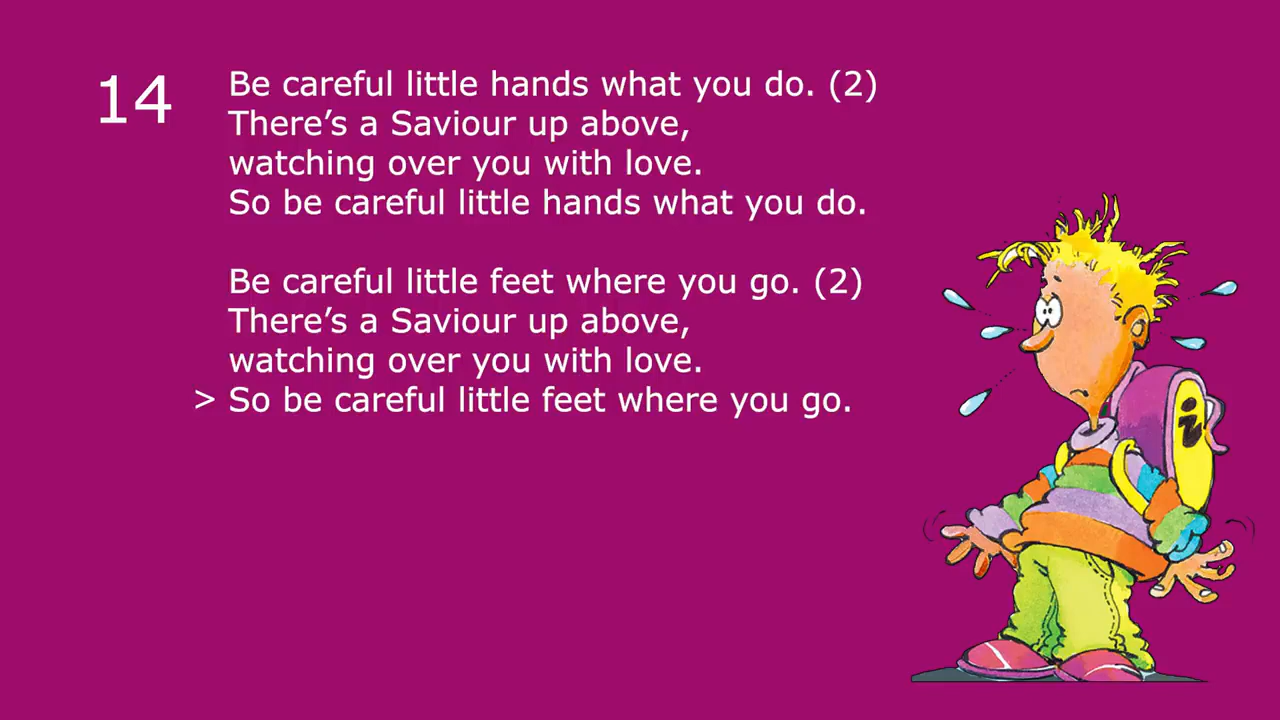 14
Be careful little hands what you do. (2)
There's a Saviour up above,
watching over you with love.
So be careful little hands what you do.
Be careful little feet where you go. (2)
There's a Saviour up above,
watching over you with love.
> So be careful little feet where you go.
i